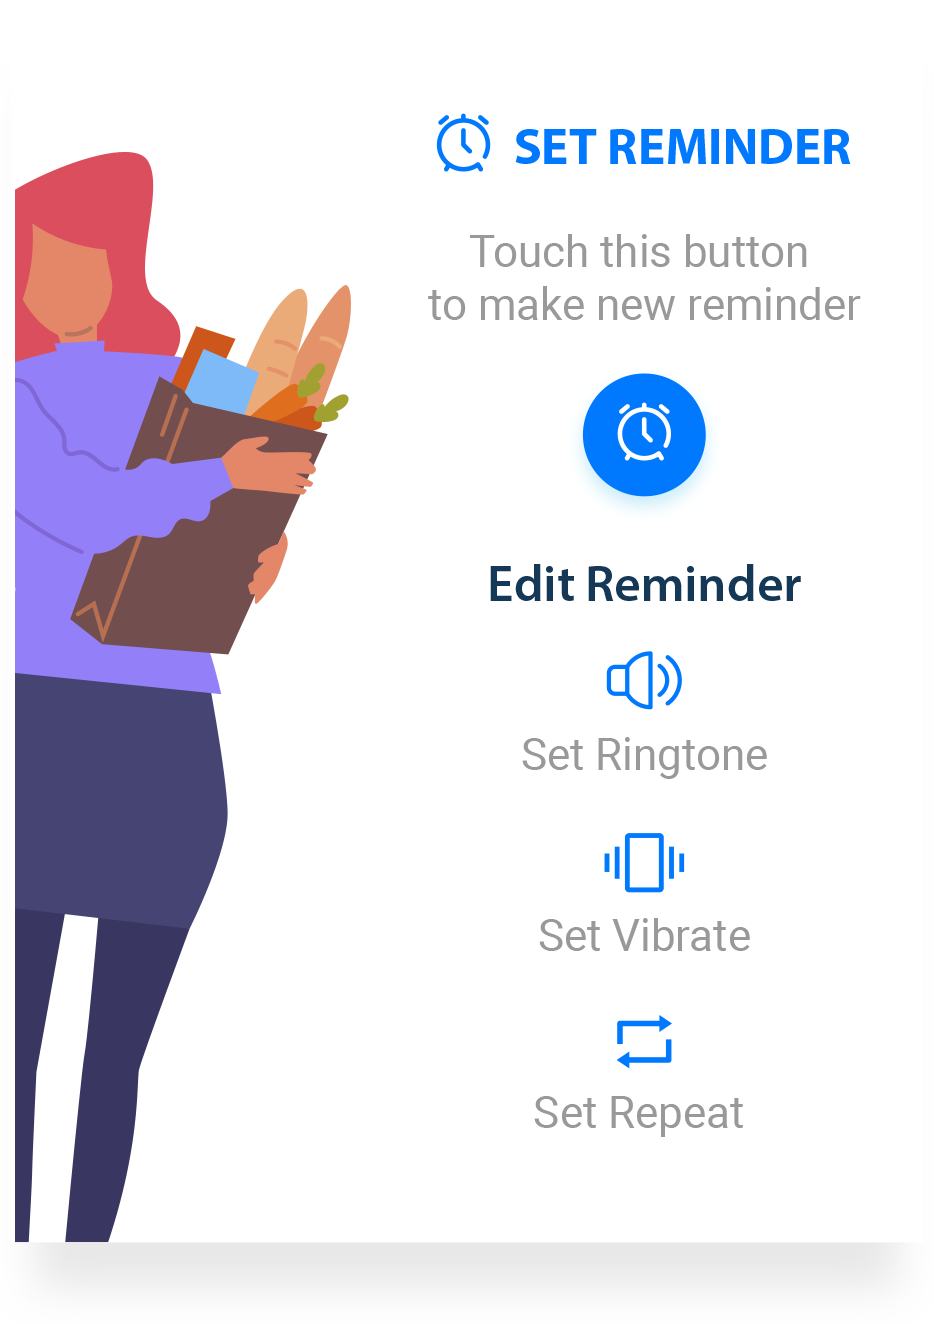 SET REMINDER
Touch this button
to make new reminder
Edit Reminder
Set Ringtone
Set Vibrate
Set Repeat